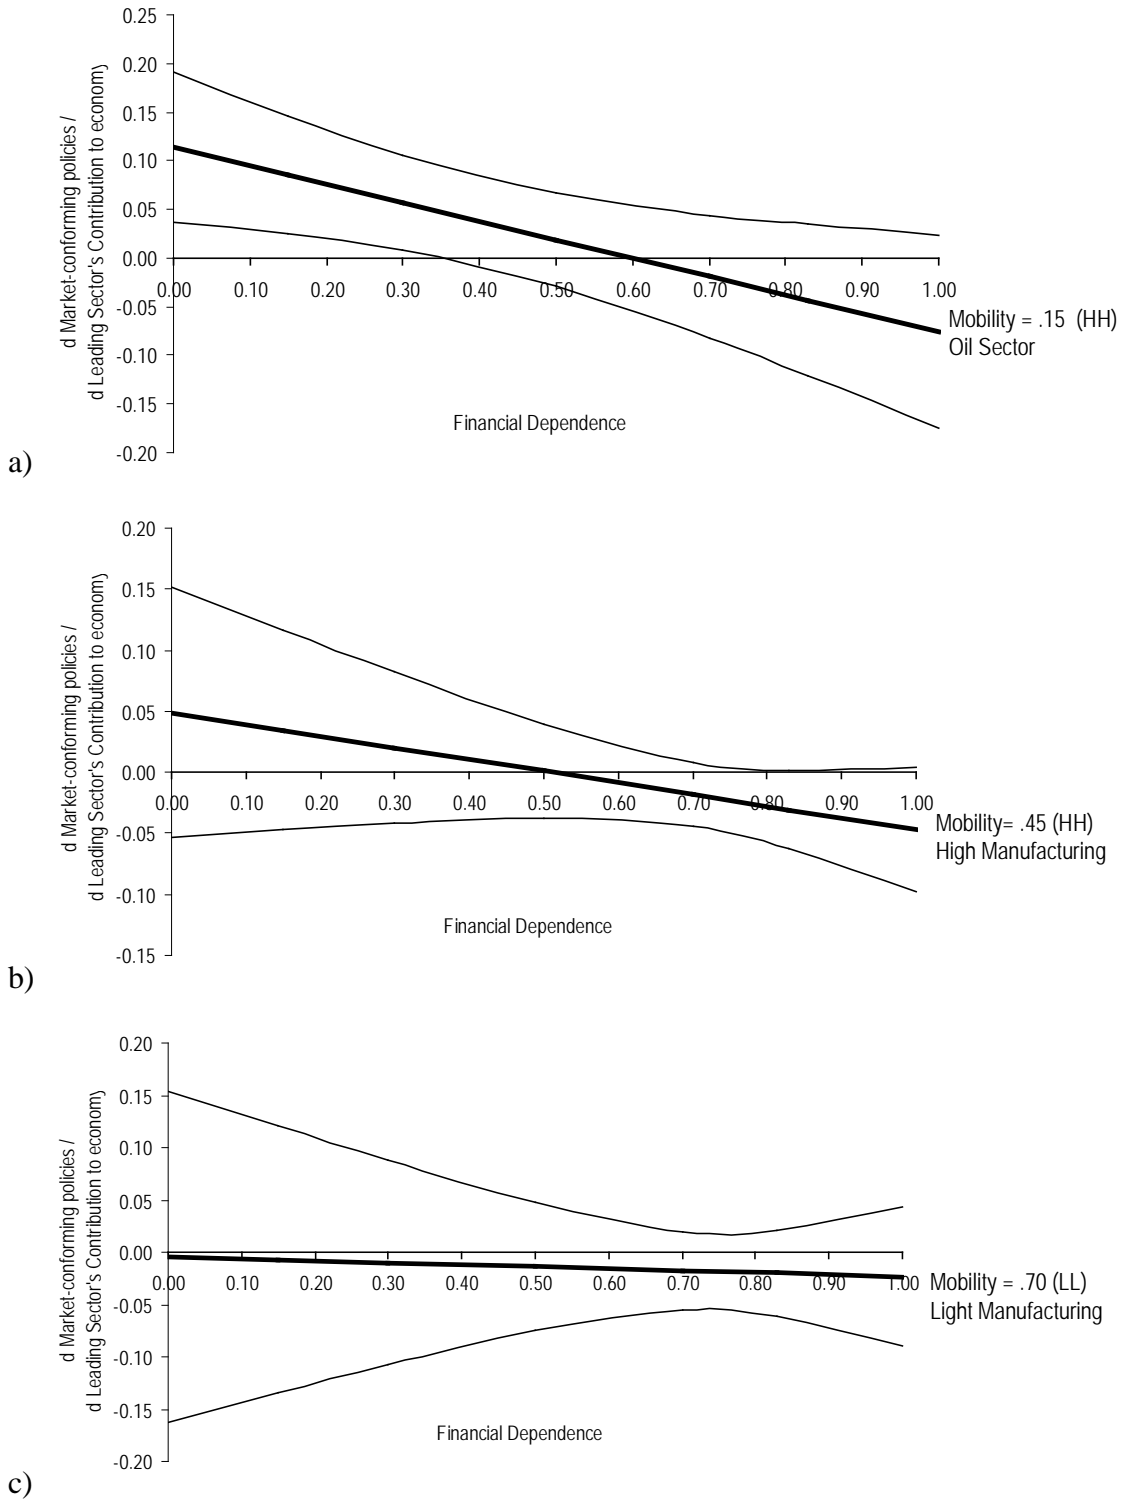 0.25
0.20
0.15
0.10
0.05
0.00
-0.05
-0.10
-0.15
-0.20
d Market-conforming policies /
d Leading Sector's Contribution to economy
0.00 0.10 0.20 0.30 0.40 0.50 0.60 0.70 0.80 0.90 1.00
Mobility = .15 (HH)
Oil Sector
Financial Dependence
a)
0.20
0.15
0.10
0.05
0.00
-0.05
-0.10
-0.15
d Market-conforming policies /
d Leading Sector's Contribution to economy
0.00 0.10 0.20 0.30 0.40 0.50 0.60 0.70 0.80 0.90 1.00
Mobility= .45 (HH)
High Manufacturing
Financial Dependence
b)
0.20
0.15
0.10
0.05
0.00
-0.05
-0.10
-0.15
-0.20
d Market-conforming policies /
d Leading Sector's Contribution to economy
0.00 0.10 0.20 0.30 0.40 0.50 0.60 0.70 0.80 0.90 1.00
Mobility = .70 (LL)
Light Manufacturing
Financial Dependence
c)